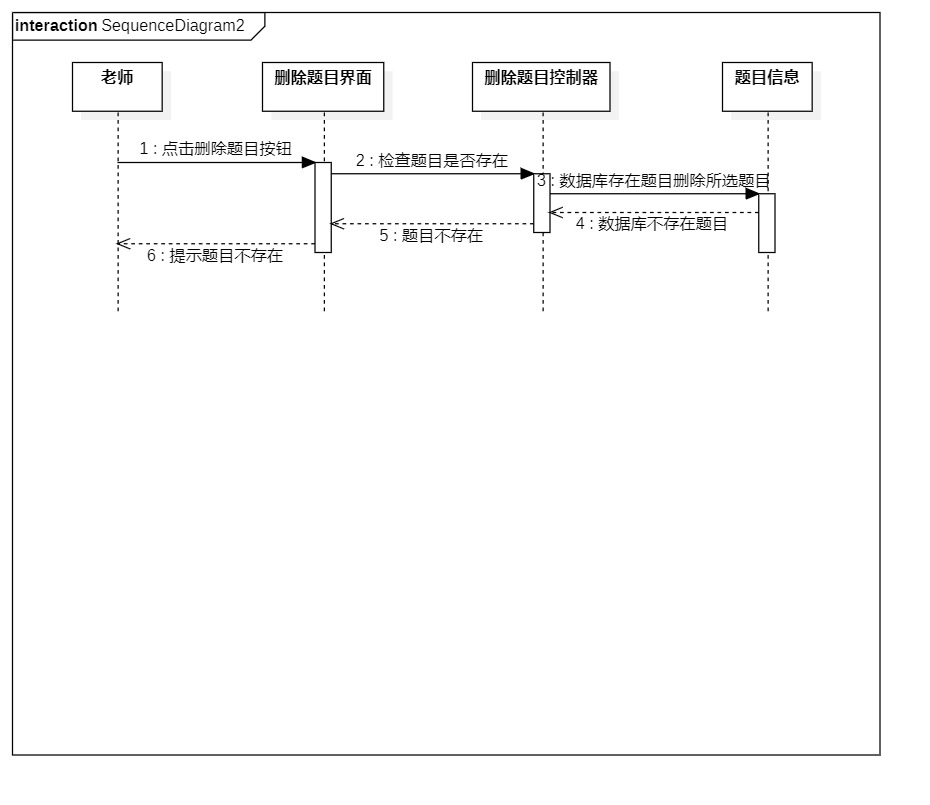 interaction SequenceDiagram2
老师
删除题目界面
删除题目控制器
题目信息
1 : 点击删除题目按钮
2 : 检查题目是否存在
3 : 数据库存在题目删除所选题目
4 : 数据库不存在题目
5 : 题目不存在
6 : 提示题目不存在